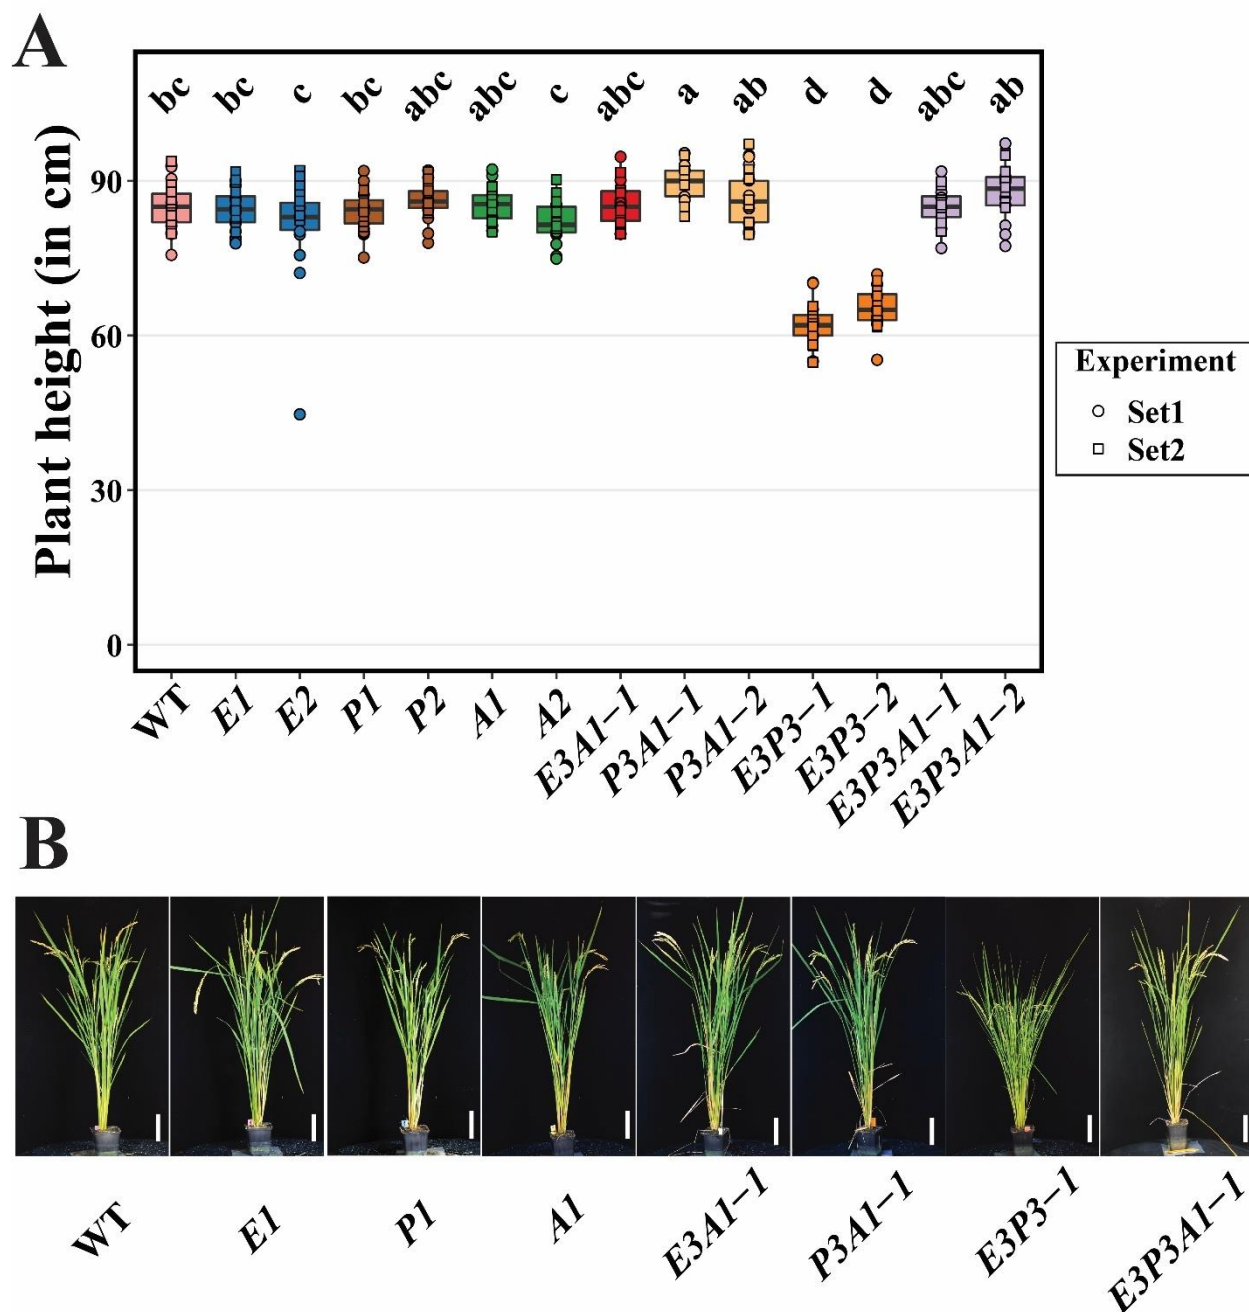 A
Plant height (in cm)
bc bc c bc abc abc c abc a ab d d abc ab
90
60
30
0
WT E1 E2 P1 P2 A1 A2 E3A1-1 P3A1-1 P3A1-2 E3P3-1 E3P3-2 E3P3A1-1 E3P3A1-2
Experiment
Set1
Set2
B
WT E1 P1 A1 E3A1-1 P3A1-1 E3P3-1 E3P3A1-1